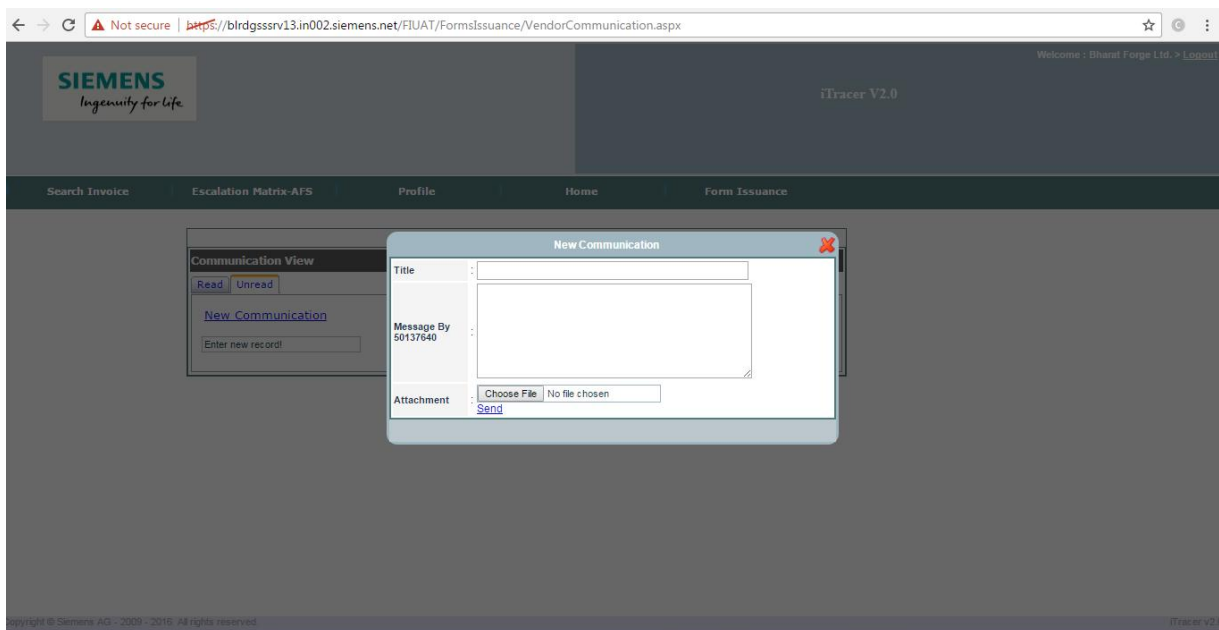 Not secure | https://blrdgsssrv13.in002.siemens.net/FIUAT/FormsIssuance/VendorCommunication.aspx
Welcome : Bharat Forge Ltd. > Logout
SIEMENS
Ingenuity for life
iTracer V2.0
Search Invoice Escalation Matrix-AFS Profile Home Form Issuance
New Communication
Communication View
Title :
Read Unread
New Communication
Message By
50137640 :
Enter new record!
Attachment : Choose File No file chosen
Send
Copyright © Siemens AG - 2009 - 2016. All rights reserved.
iTracer v2